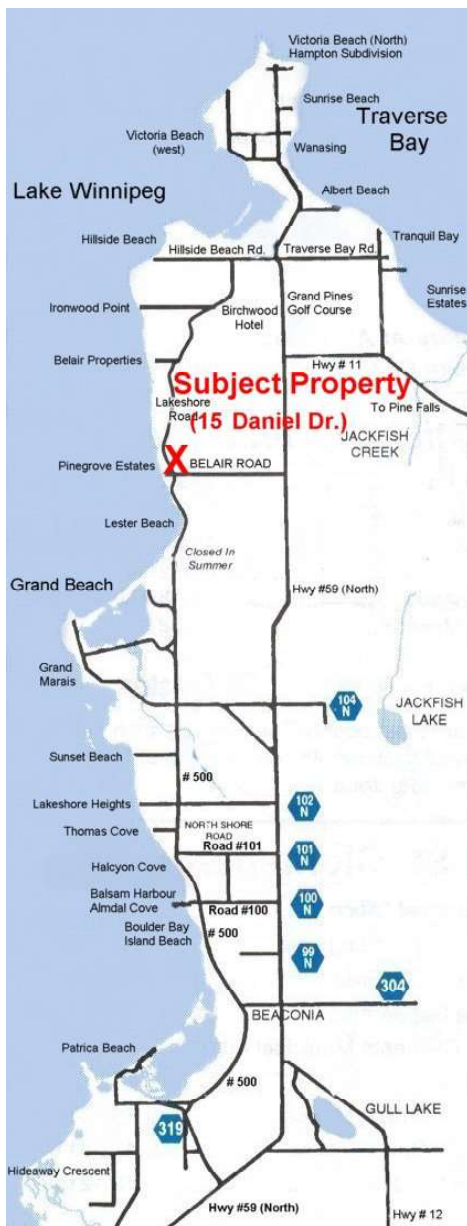 Victoria Beach (North)
Hampton Subdivision
Sunrise Beach
Traverse
Bay
Victoria Beach
(west)
Wanasing
Lake Winnipeg
Albert Beach
Hillside Beach
Hillside Beach Rd.
Traverse Bay Rd.
Tranquil Bay
Ironwood Point
Birchwood
Hotel
Grand Pines
Golf Course
Sunrise
Estates
Belair Properties
Hwy # 11
Subject Property
Lakeshore
Road
(15 Daniel Dr.)
To Pine Falls
JACKFISH
CREEK
Pinegrove Estates
X
BELAIR ROAD
Lester Beach
Closed In
Summer
Grand Beach
Hwy #59 (North)
Grand
Marais
104
N
JACKFISH
LAKE
Sunset Beach
# 500
Lakeshore Heights
102
N
Thomas Cove
NORTH SHORE
ROAD
Road #101
101
N
Halcyon Cove
Balsam Harbour
Almdal Cove
Road #100
100
N
Boulder Bay
Island Beach
# 500
99
N
304
BEACONIA
Patrica Beach
# 500
GULL LAKE
319
Hideaway Crescent
Hwy #59 (North)
Hwy # 12